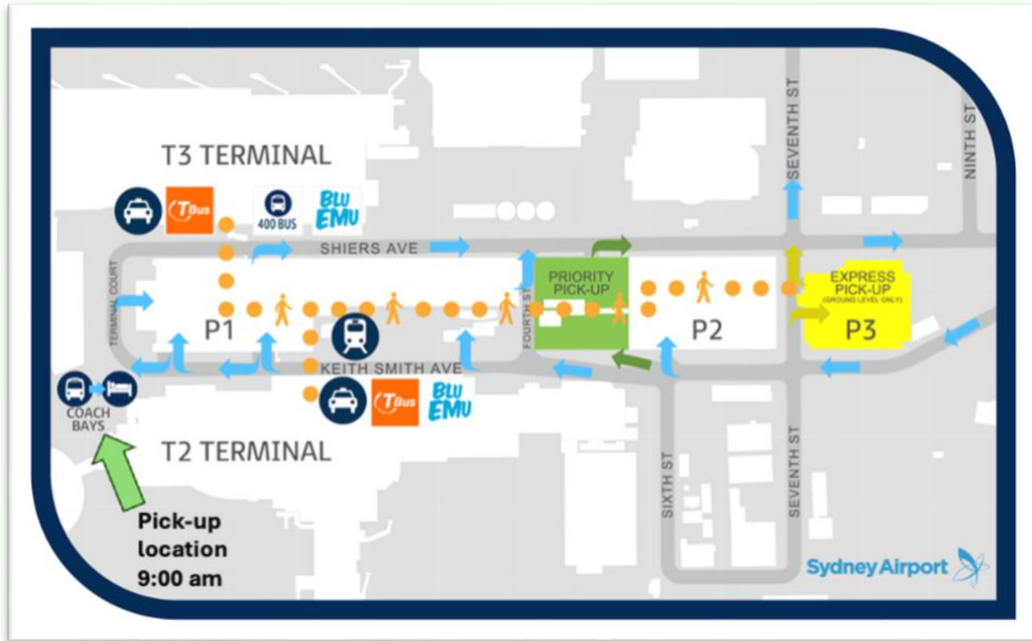 T3 TERMINAL
TBus
400 BUS
BLU
EMU
SHIERS AVE
SEVENTH ST
NINTH ST
TERMINAL COURT
P1
FOURTH ST
PRIORITY
PICK-UP
P2
EXPRESS
PICK-UP
(GROUND LEVEL ONLY)
P3
KEITH SMITH AVE
COACH
BAYS
TBus
BLU
EMU
T2 TERMINAL
SIXTH ST
SEVENTH ST
Pick-up
location
9:00 am
Sydney Airport